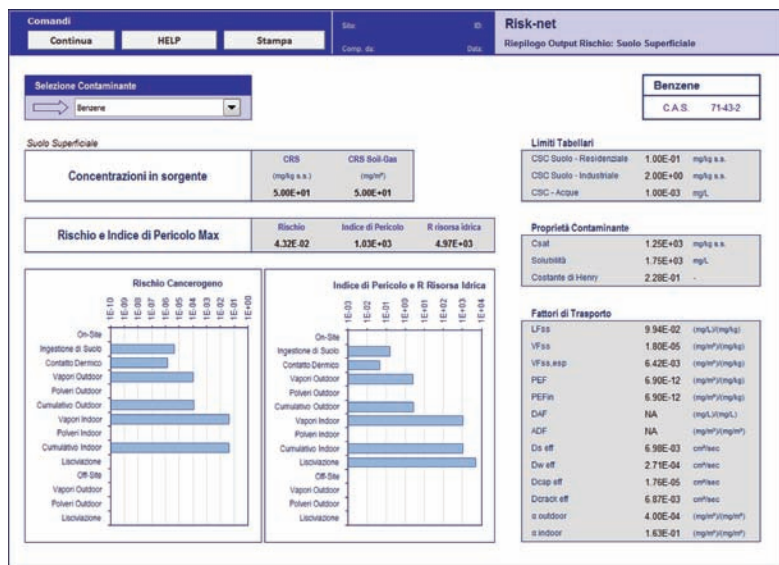 Comandi
Continua
HELP
Stampa
Sito:
ID:
Comp. da:
Data:
Risk-net
Riepilogo Output Rischio: Suolo Superficiale
Selezione Contaminante
Benzene
Benzene
C.A.S. 71-43-2
Suolo Superficiale
Concentrazioni in sorgente
CRS
CRS Soil-Gas
(mg/kg s.s.)
(mg/m³)
5.00E+01
5.00E+01
Rischio e Indice di Pericolo Max
Rischio
Indice di Pericolo
R risorsa idrica
4.32E-02
1.03E+03
4.97E+03
Limiti Tabellari
CSC Suolo - Residenziale 1.00E-01 mg/kg s.s.
CSC Suolo - Industriale 2.00E+00 mg/kg s.s.
CSC - Acque 1.00E-03 mg/L
Proprietà Contaminante
Csat 1.25E+03 mg/kg s.s.
Solubilità 1.75E+03 mg/L
Costante di Henry 2.28E-01 -
Fattori di Trasporto
LFss 9.94E-02 (mg/L)/(mg/kg)
VFss 1.80E-05 (mg/m³)/(mg/kg)
VFss,esp 6.42E-03 (mg/m³)/(mg/kg)
PEF 6.90E-12 (mg/m³)/(mg/kg)
PEFin 6.90E-12 (mg/m³)/(mg/kg)
DAF NA (mg/L)/(mg/L)
ADF NA (mg/m³)/(mg/m³)
Ds eff 6.98E-03 cm²/sec
Dw eff 2.71E-04 cm²/sec
Dcap eff 1.76E-05 cm²/sec
Dcrack eff 6.87E-03 cm²/sec
α outdoor 4.00E-04 (mg/m³)/(mg/m³)
α indoor 1.63E-01 (mg/m³)/(mg/m³)
Rischio Cancerogeno
1E-10 1E-09 1E-08 1E-07 1E-06 1E-05 1E-04 1E-03 1E-02 1E-01 1E+00
On-Site
Ingestione di Suolo
Contatto Dermico
Vapori Outdoor
Polveri Outdoor
Cumulativo Outdoor
Vapori Indoor
Polveri Indoor
Cumulativo Indoor
Lisciviazione
Off-Site
Vapori Outdoor
Polveri Outdoor
Lisciviazione
Indice di Pericolo e R Risorsa Idrica
1E-03 1E-02 1E-01 1E+00 1E+01 1E+02 1E+03 1E+04
On-Site
Ingestione di Suolo
Contatto Dermico
Vapori Outdoor
Polveri Outdoor
Cumulativo Outdoor
Vapori Indoor
Polveri Indoor
Cumulativo Indoor
Lisciviazione
Off-Site
Vapori Outdoor
Polveri Outdoor
Lisciviazione